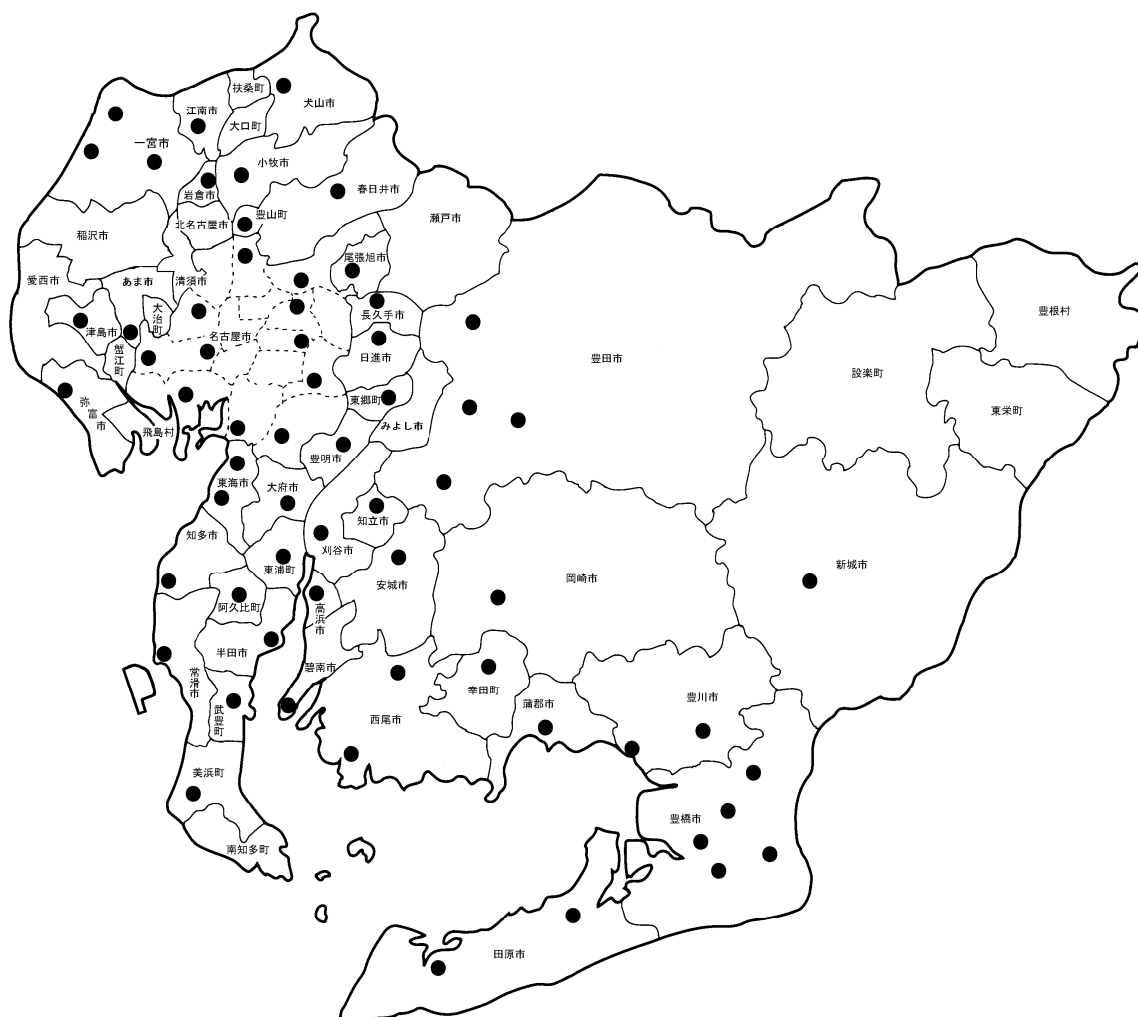 扶桑町
犬山市
江南市
大口町
一宮市
小牧市
春日井市
岩倉市
豊山町
瀬戸市
北名古屋市
稲沢市
尾張旭市
愛西市
あま市
清須市
豊根村
大治町
長久手市
津島市
名古屋市
蟹江町
日進市
豊田市
設楽町
東郷町
東栄町
弥富市
飛島村
みよし市
豊明市
東海市
大府市
知立市
知多市
刈谷市
東浦町
安城市
岡崎市
新城市
阿久比町
高浜市
半田市
碧南市
常滑市
幸田町
豊川市
蒲郡市
武豊町
西尾市
美浜町
豊橋市
南知多町
田原市